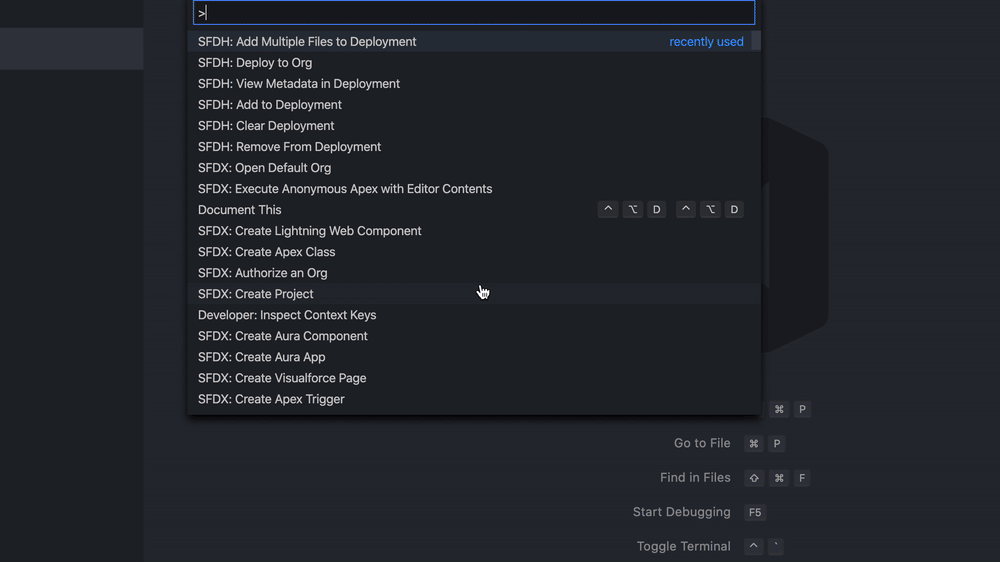 >
SFDH: Add Multiple Files to Deployment recently used
SFDH: Deploy to Org
SFDH: View Metadata in Deployment
SFDH: Add to Deployment
SFDH: Clear Deployment
SFDH: Remove From Deployment
SFDX: Open Default Org
SFDX: Execute Anonymous Apex with Editor Contents
Document This ^ ⌥ D ^ ⌥ D
SFDX: Create Lightning Web Component
SFDX: Create Apex Class
SFDX: Authorize an Org
SFDX: Create Project
Developer: Inspect Context Keys
SFDX: Create Aura Component
SFDX: Create Aura App
SFDX: Create Visualforce Page
SFDX: Create Apex Trigger
⌘ P
Go to File ⌘ P
Find in Files ⇧ ⌘ F
Start Debugging F5
Toggle Terminal ^ `